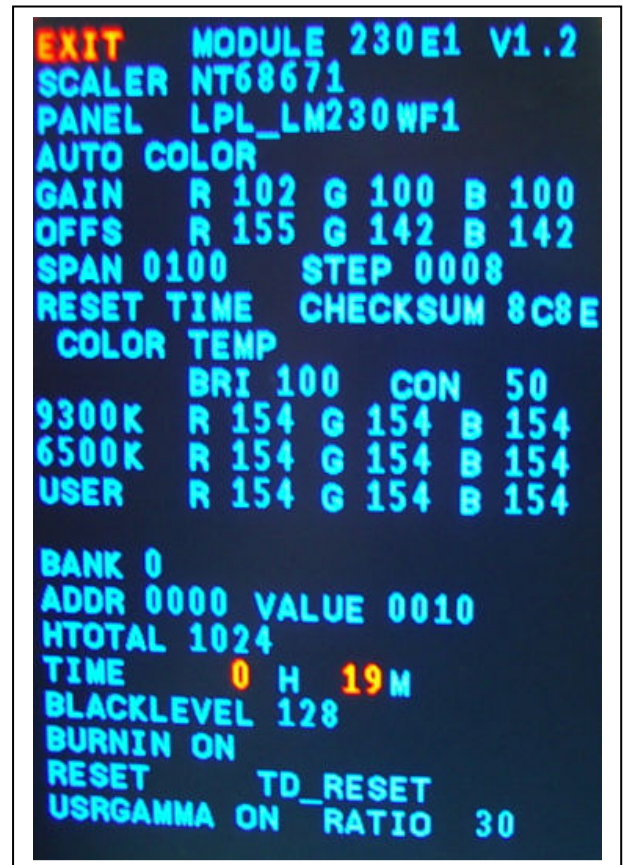 EXIT MODULE 230E1 V1.2
SCALER NT68671
PANEL LPL_LM230WF1
AUTO COLOR
GAIN R 102 G 100 B 100
OFFS R 155 G 142 B 142
SPAN 0100 STEP 0008
RESET TIME CHECKSUM 8C8E
COLOR TEMP
BRI 100 CON 50
9300K R 154 G 154 B 154
6500K R 154 G 154 B 154
USER R 154 G 154 B 154
BANK 0
ADDR 0000 VALUE 0010
HTOTAL 1024
TIME 0 H 19 M
BLACKLEVEL 128
BURNIN ON
RESET TD_RESET
USRGAMMA ON RATIO 30